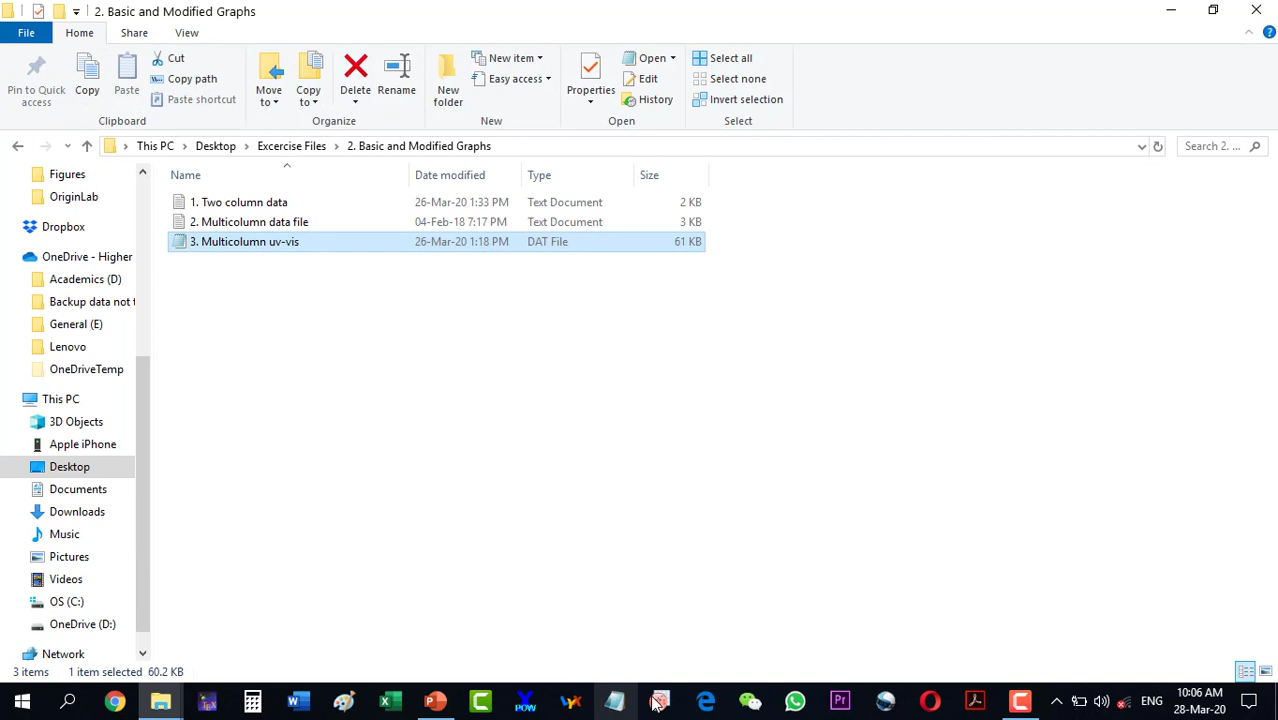 2. Basic and Modified Graphs
File Home Share View
Pin to Quick access
Copy
Paste
Cut
Copy path
Paste shortcut
Clipboard
Move to
Copy to
Delete
Rename
Organize
New folder
New item
Easy access
New
Properties
Open
Edit
History
Open
Select all
Select none
Invert selection
Select
This PC Desktop Excercise Files 2. Basic and Modified Graphs
Search 2. ...
Name Date modified Type Size
1. Two column data 26-Mar-20 1:33 PM Text Document 2 KB
2. Multicolumn data file 04-Feb-18 7:17 PM Text Document 3 KB
3. Multicolumn uv-vis 26-Mar-20 1:18 PM DAT File 61 KB
Figures
OriginLab
Dropbox
OneDrive - Higher
Academics (D)
Backup data not t
General (E)
Lenovo
OneDriveTemp
This PC
3D Objects
Apple iPhone
Desktop
Documents
Downloads
Music
Pictures
Videos
OS (C:)
OneDrive (D:)
Network
3 items 1 item selected 60.2 KB
POW
ENG
10:06 AM
28-Mar-20